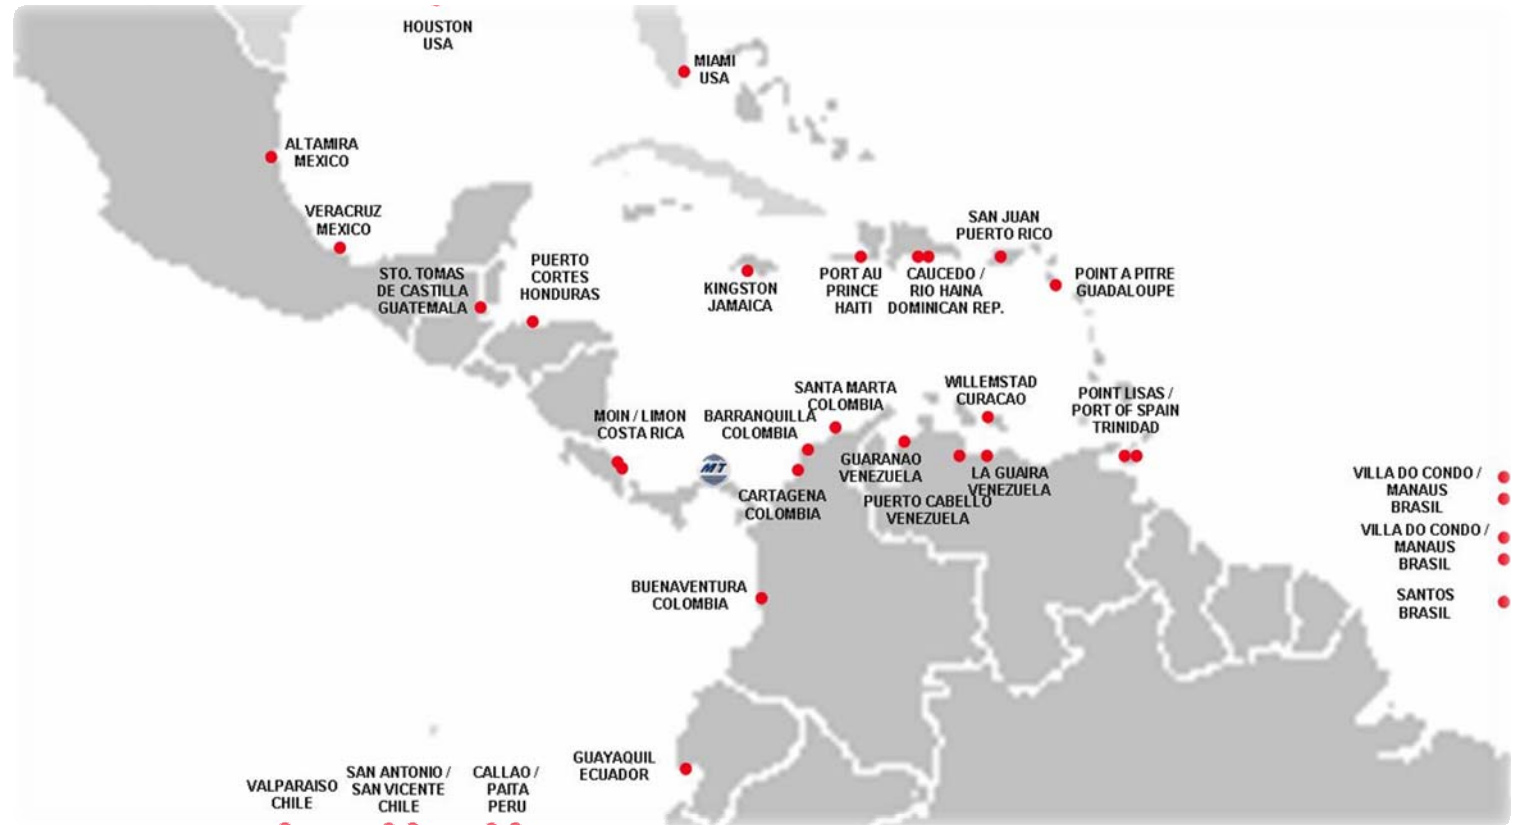 HOUSTON
USA
MIAMI
USA
ALTAMIRA
MEXICO
VERACRUZ
MEXICO
STO. TOMAS
DE CASTILLA
GUATEMALA
PUERTO
CORTES
HONDURAS
KINGSTON
JAMAICA
PORT AU
PRINCE
HAITI
CAUCEDO /
RIO HAINA
DOMINICAN REP.
SAN JUAN
PUERTO RICO
POINT A PITRE
GUADALOUPE
MOIN / LIMON
COSTA RICA
MT
BARRANQUILLA
COLOMBIA
SANTA MARTA
COLOMBIA
WILLEMSTAD
CURACAO
POINT LISAS /
PORT OF SPAIN
TRINIDAD
CARTAGENA
COLOMBIA
GUARANAO
VENEZUELA
PUERTO CABELLO
VENEZUELA
LA GUAIRA
VENEZUELA
VILLA DO CONDO /
MANAUS
BRASIL
VILLA DO CONDO /
MANAUS
BRASIL
SANTOS
BRASIL
BUENAVENTURA
COLOMBIA
GUAYAQUIL
ECUADOR
VALPARAISO
CHILE
SAN ANTONIO /
SAN VICENTE
CHILE
CALLAO /
PAITA
PERU